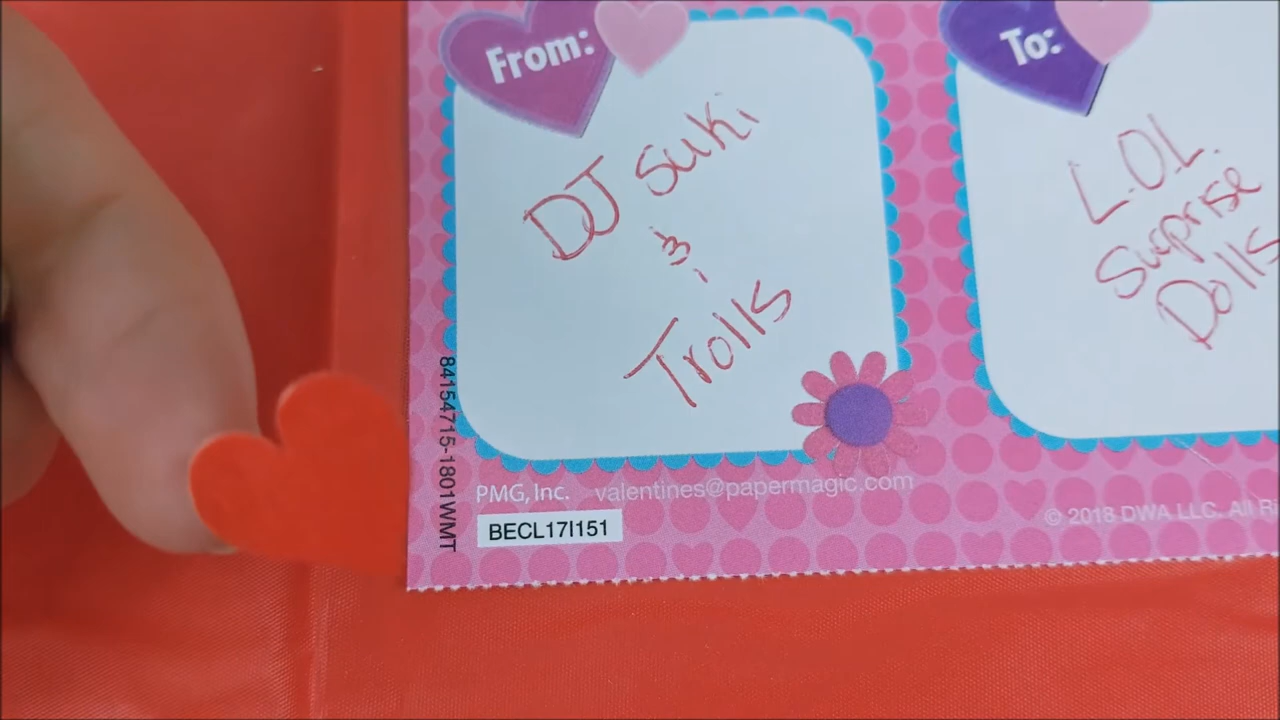 From:
DJ Suki
&
Trolls
To:
L.O.L.
Surprise
Dolls
84154715-1801WMT
PMG, Inc. valentines@papermagic.com
BECL17I151
© 2018 DWA LLC. All Ri